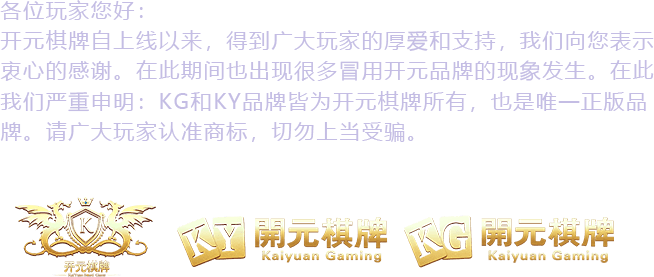 各位玩家您好：
开元棋牌自上线以来，得到广大玩家的厚爱和支持，我们向您表示
衷心的感谢。在此期间也出现很多冒用开元品牌的现象发生。在此
我们严重申明：KG和KY品牌皆为开元棋牌所有，也是唯一正版品
牌。请广大玩家认准商标，切勿上当受骗。
K
开元棋牌
KY 開元棋牌
Kaiyuan Gaming
KG 開元棋牌
Kaiyuan Gaming